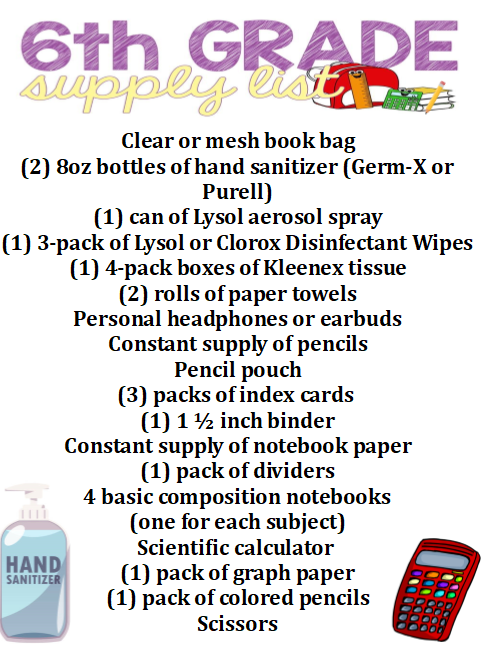 6th GRADE
supply list
Clear or mesh book bag
(2) 8oz bottles of hand sanitizer (Germ-X or
Purell)
(1) can of Lysol aerosol spray
(1) 3-pack of Lysol or Clorox Disinfectant Wipes
(1) 4-pack boxes of Kleenex tissue
(2) rolls of paper towels
Personal headphones or earbuds
Constant supply of pencils
Pencil pouch
(3) packs of index cards
(1) 1 ½ inch binder
Constant supply of notebook paper
(1) pack of dividers
4 basic composition notebooks
(one for each subject)
Scientific calculator
(1) pack of graph paper
(1) pack of colored pencils
Scissors
HAND
SANITIZER